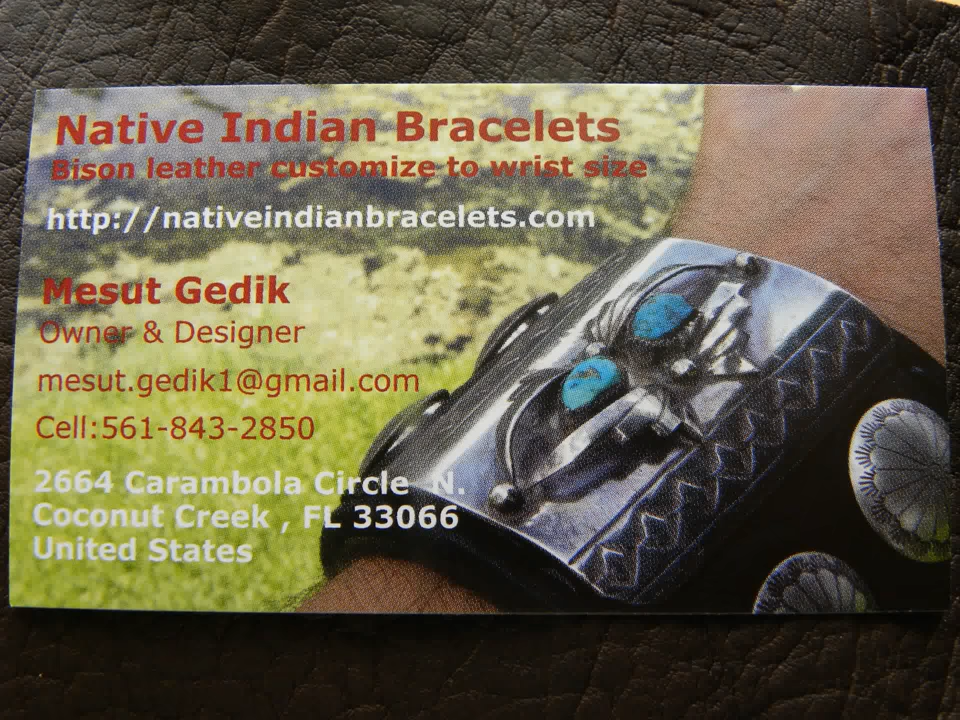 Native Indian Bracelets
Bison leather customize to wrist size
http://nativeindianbracelets.com
Mesut Gedik
Owner & Designer
mesut.gedik1@gmail.com
Cell:561-843-2850
2664 Carambola Circle N.
Coconut Creek , FL 33066
United States